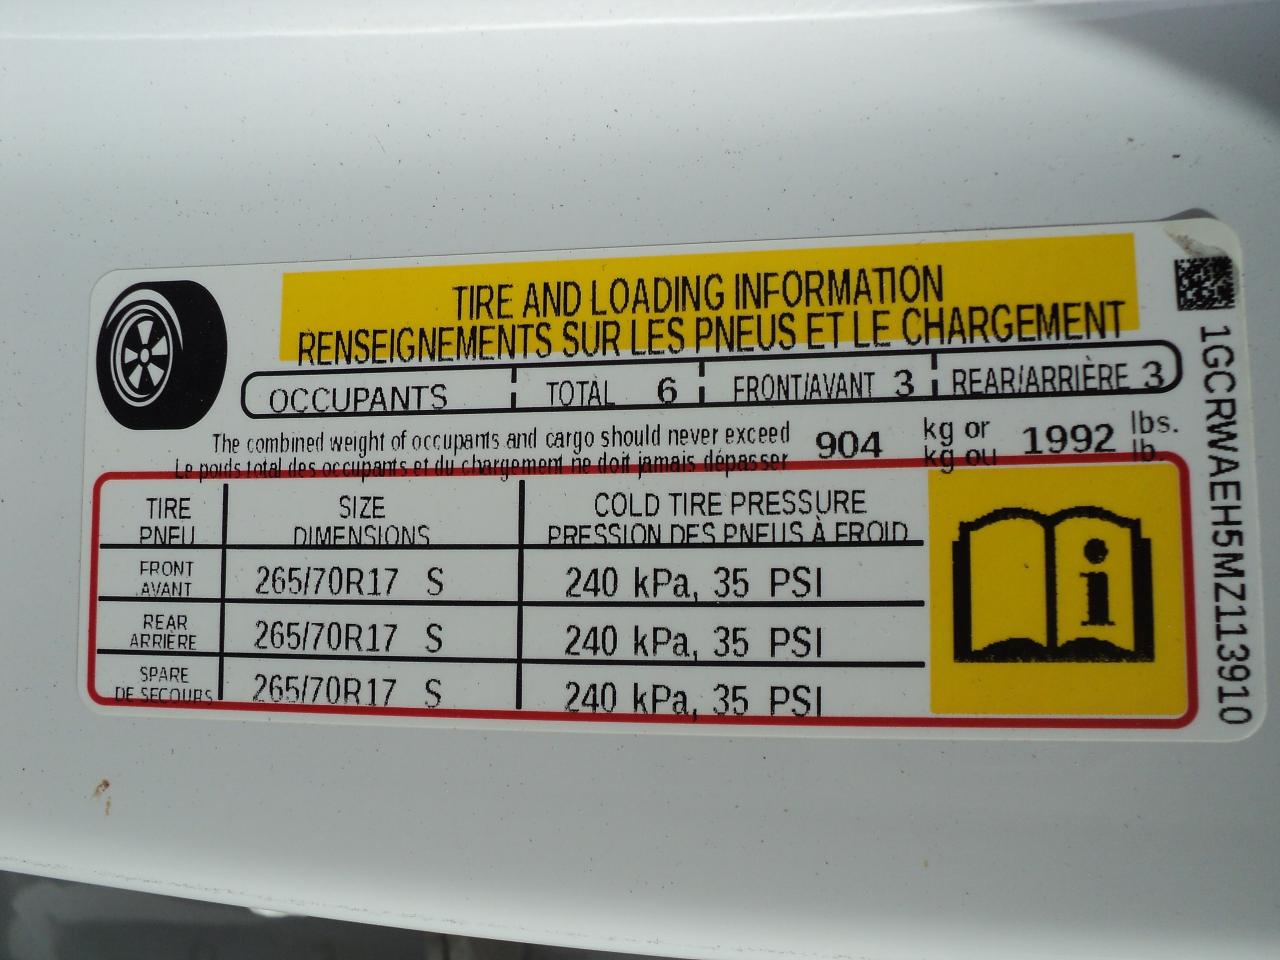 TIRE AND LOADING INFORMATION
RENSEIGNEMENTS SUR LES PNEUS ET LE CHARGEMENT
OCCUPANTS TOTAL 6 FRONT/AVANT 3 REAR/ARRIÈRE 3
The combined weight of occupants and cargo should never exceed 904 kg or 1992 lbs.
Le poids total des occupants et du chargement ne doit jamais dépasser kg ou lb.
TIRE SIZE COLD TIRE PRESSURE
PNEU DIMENSIONS PRESSION DES PNEUS À FROID
FRONT
AVANT 265/70R17 S 240 kPa, 35 PSI
REAR
ARRIÈRE 265/70R17 S 240 kPa, 35 PSI
SPARE
DE SECOURS 265/70R17 S 240 kPa, 35 PSI
i
1GCRWAEH5MZ113910